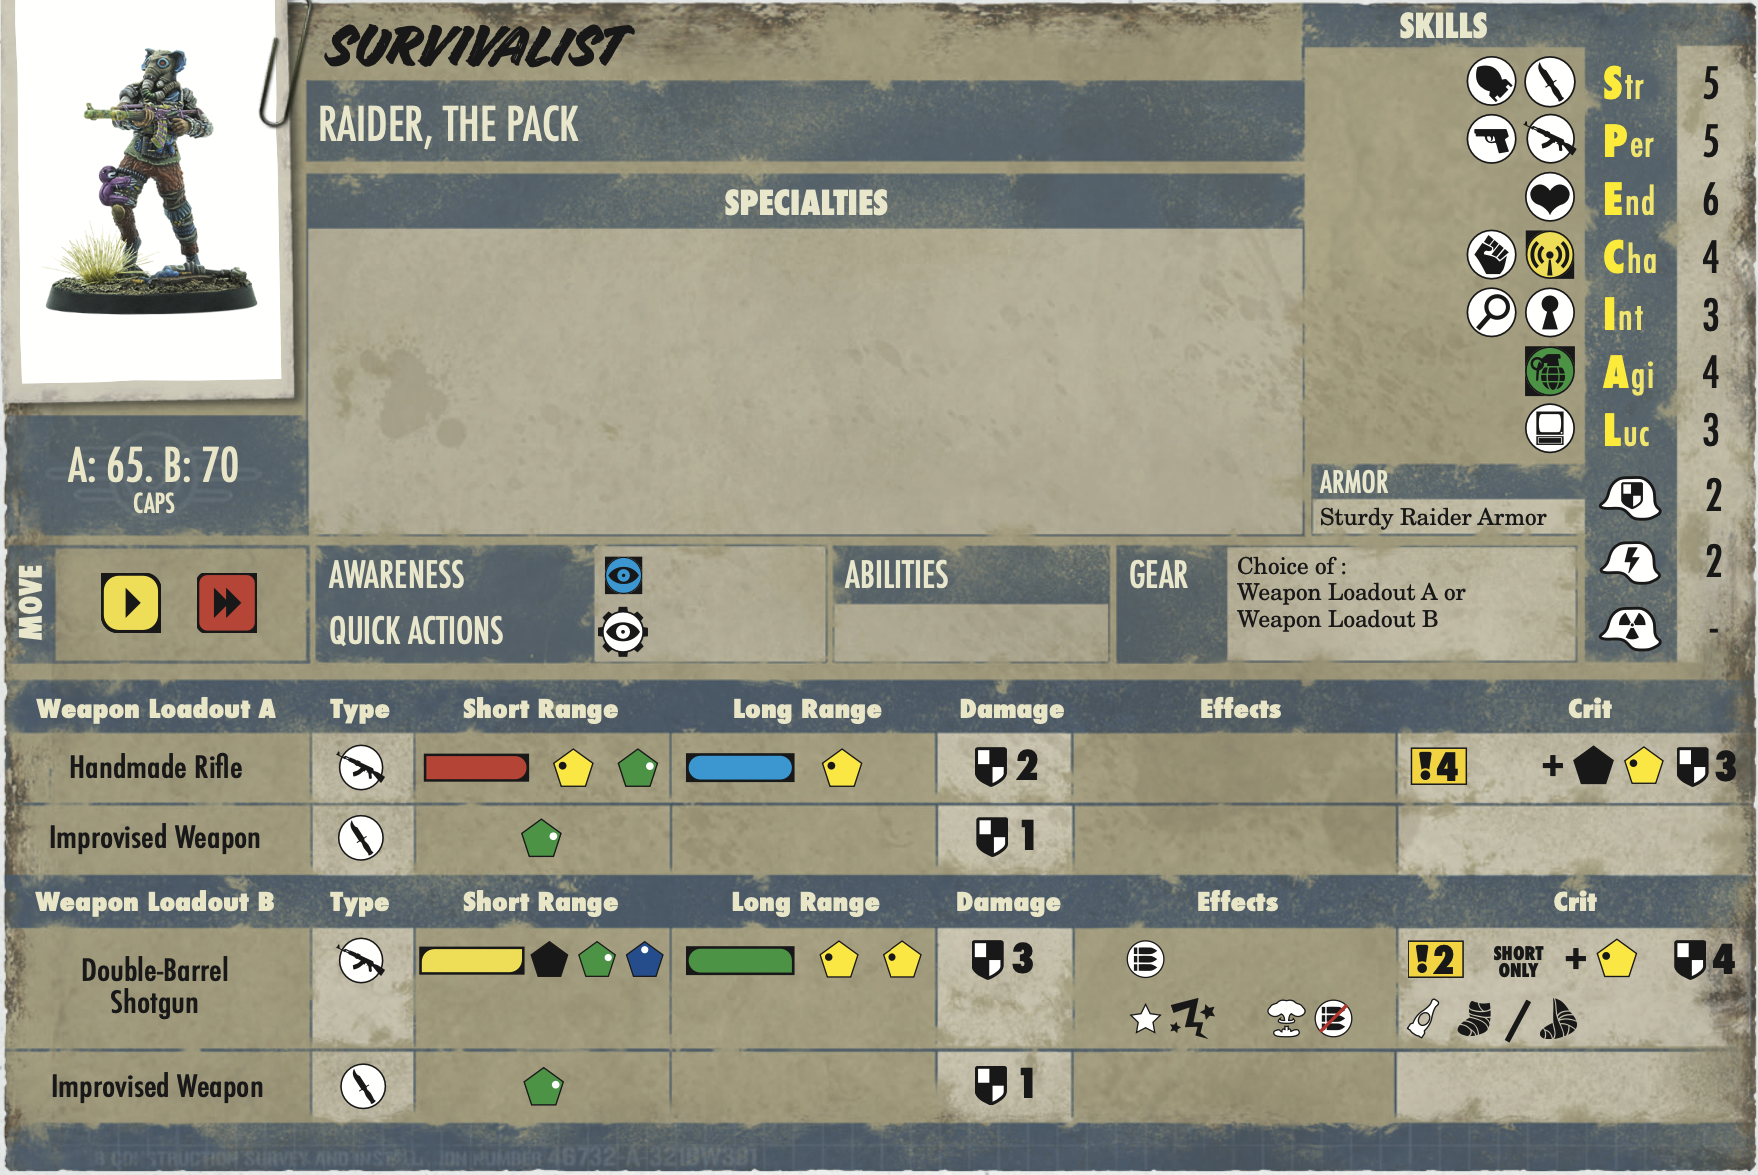 SURVIVALIST
RAIDER, THE PACK
SPECIALTIES
SKILLS
Str 5
Per 5
End 6
Cha 4
Int 3
Agi 4
Luc 3
ARMOR
Sturdy Raider Armor
2
2
-
A: 65. B: 70
CAPS
MOVE
AWARENESS
QUICK ACTIONS
ABILITIES
GEAR
Choice of :
Weapon Loadout A or
Weapon Loadout B
Weapon Loadout A Type Short Range Long Range Damage Effects Crit
Handmade Rifle 2 !4 + 3
Improvised Weapon 1
Weapon Loadout B Type Short Range Long Range Damage Effects Crit
Double-Barrel
Shotgun 3 !2 SHORT
ONLY + 4
Improvised Weapon 1